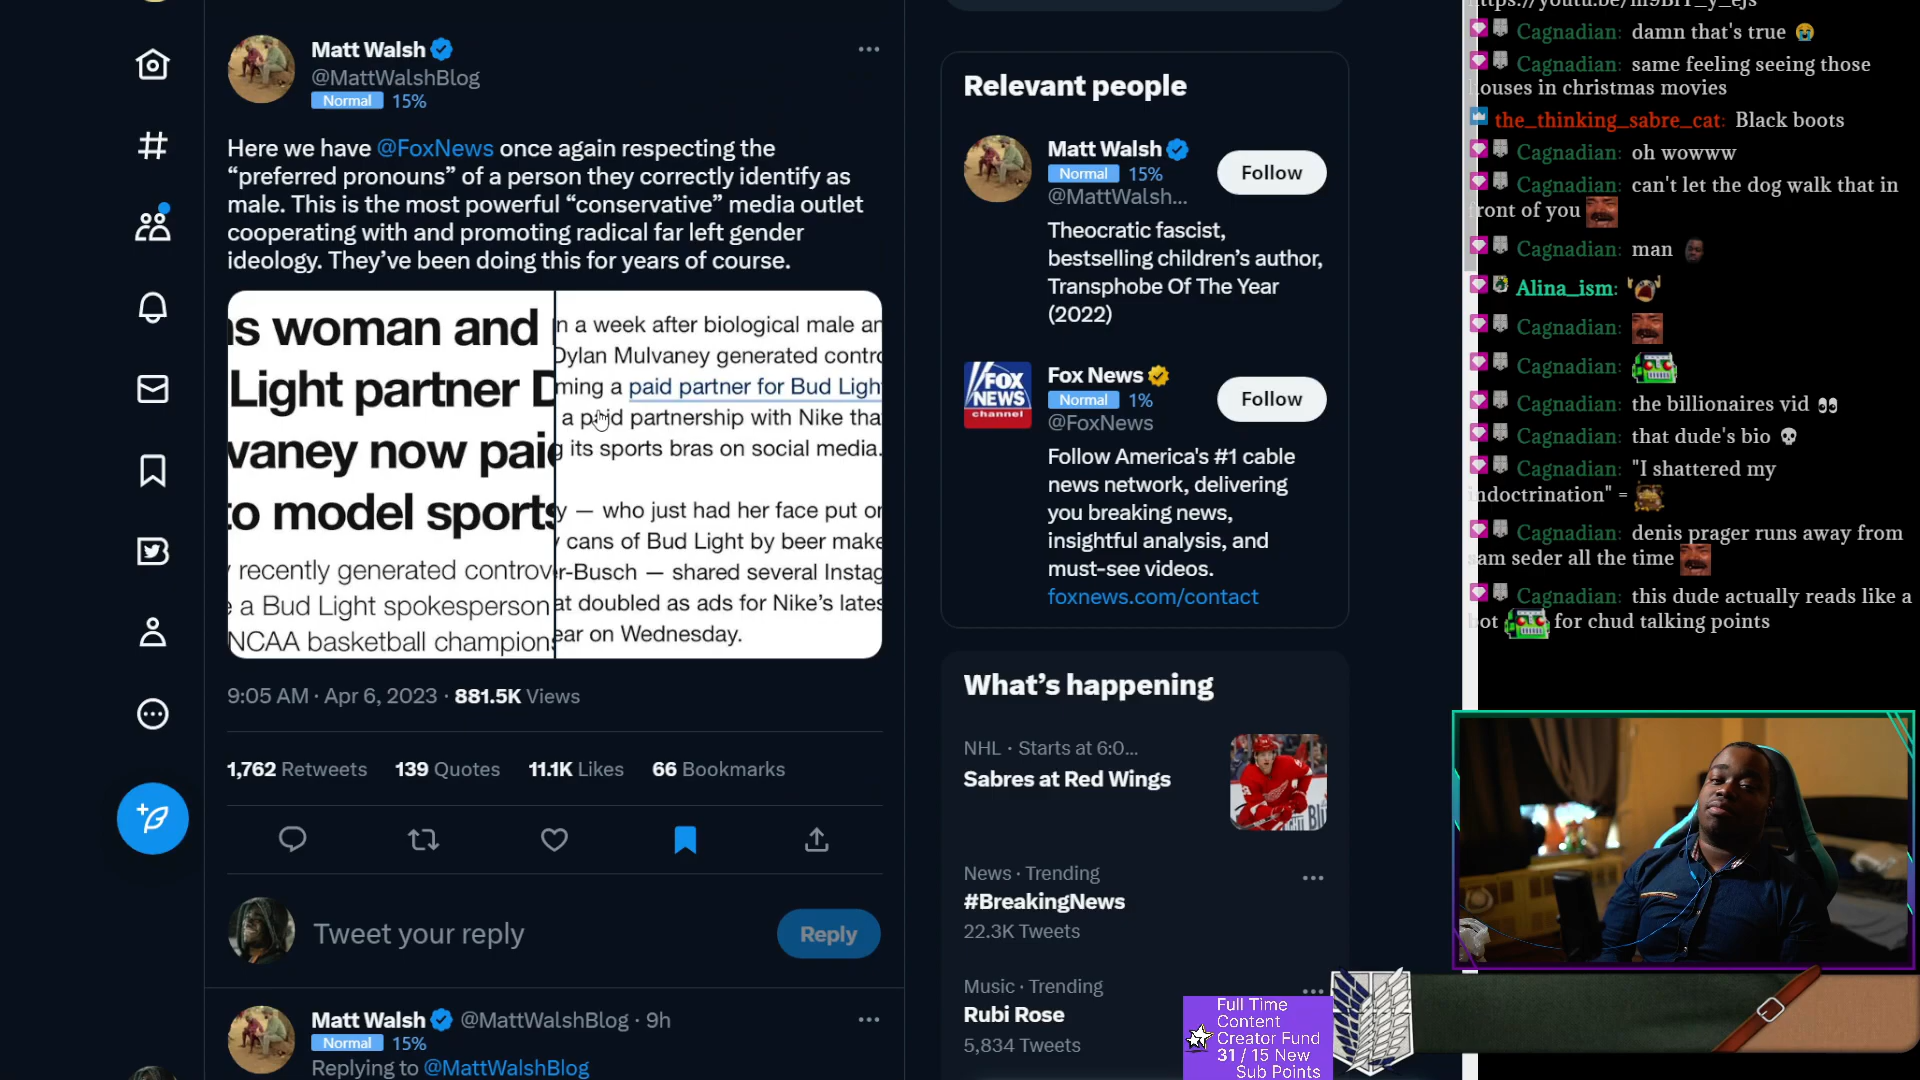 Matt Walsh
@MattWalshBlog
Normal 15%
Here we have @FoxNews once again respecting the
“preferred pronouns” of a person they correctly identify as
male. This is the most powerful “conservative” media outlet
cooperating with and promoting radical far left gender
ideology. They’ve been doing this for years of course.
s woman and
Light partner D
vaney now paid
to model sports
recently generated controv
a Bud Light spokesperson
NCAA basketball champion
n a week after biological male an
Dylan Mulvaney generated contro
ming a paid partner for Bud Light
a paid partnership with Nike tha
g its sports bras on social media.
y — who just had her face put on
cans of Bud Light by beer make
r-Busch — shared several Instag
at doubled as ads for Nike’s lates
ear on Wednesday.
9:05 AM · Apr 6, 2023 · 881.5K Views
1,762 Retweets 139 Quotes 11.1K Likes 66 Bookmarks
Tweet your reply
Reply
Matt Walsh @MattWalshBlog · 9h
Normal 15%
Replying to @MattWalshBlog
Relevant people
Matt Walsh
Normal 15%
@MattWalsh...
Follow
Theocratic fascist,
bestselling children’s author,
Transphobe Of The Year
(2022)
FOX
NEWS
channel
Fox News
Normal 1%
@FoxNews
Follow
Follow America's #1 cable
news network, delivering
you breaking news,
insightful analysis, and
must-see videos.
foxnews.com/contact
What’s happening
NHL · Starts at 6:0...
Sabres at Red Wings
News · Trending
#BreakingNews
22.3K Tweets
Music · Trending
Rubi Rose
5,834 Tweets
Cagnadian: damn that's true
Cagnadian: same feeling seeing those
houses in christmas movies
the_thinking_sabre_cat: Black boots
Cagnadian: oh wowww
Cagnadian: can't let the dog walk that in
front of you
Cagnadian: man
Alina_ism:
Cagnadian:
Cagnadian:
Cagnadian: the billionaires vid
Cagnadian: that dude's bio
Cagnadian: "I shattered my
indoctrination" =
Cagnadian: denis prager runs away from
sam seder all the time
Cagnadian: this dude actually reads like a
bot for chud talking points
Full Time
Content
Creator Fund
31 / 15 New
Sub Points